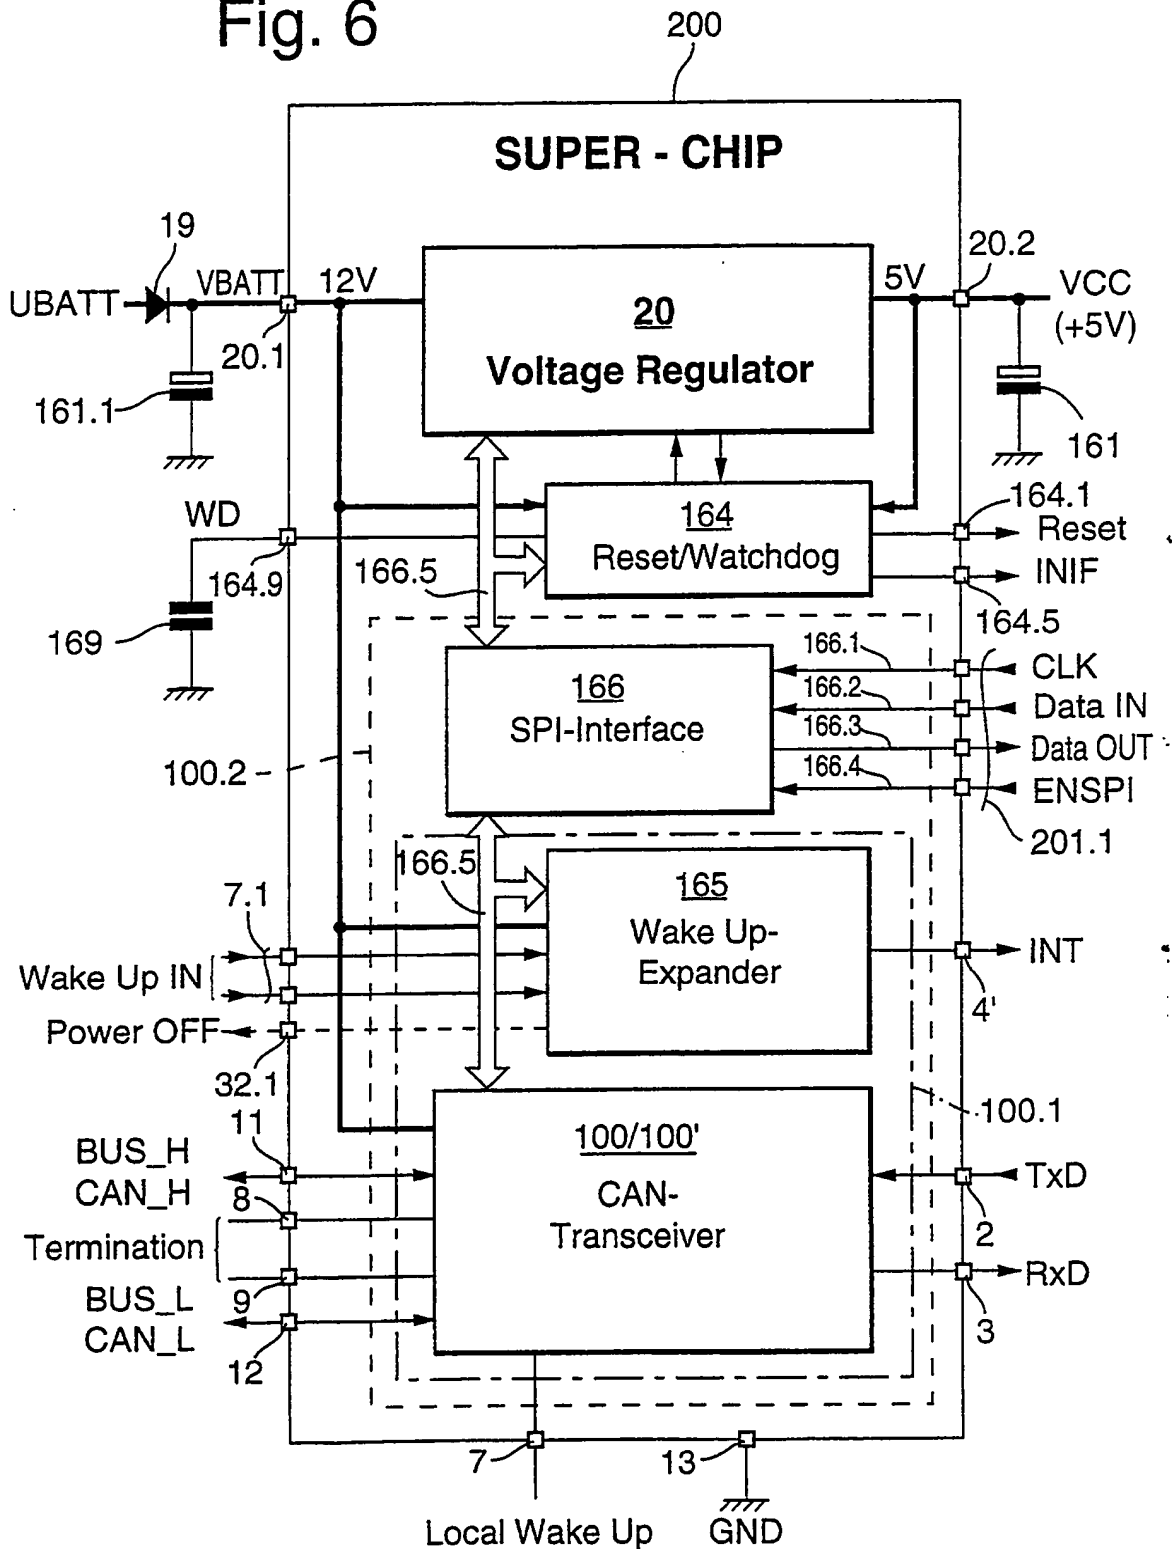 Fig. 6
200
SUPER - CHIP
19
UBATT
VBATT
12V
20.1
161.1
20
Voltage Regulator
5V
20.2
VCC
(+5V)
161
WD
164.9
169
166.5
164
Reset/Watchdog
164.1
Reset
INIF
164.5
100.2
166
SPI-Interface
166.1
CLK
166.2
Data IN
166.3
Data OUT
166.4
ENSPI
201.1
166.5
165
Wake Up-
Expander
7.1
Wake Up IN
Power OFF
32.1
INT
4'
100.1
11
BUS_H
CAN_H
8
Termination
9
BUS_L
CAN_L
12
100/100'
CAN-
Transceiver
TxD
2
RxD
3
7
13
Local Wake Up
GND